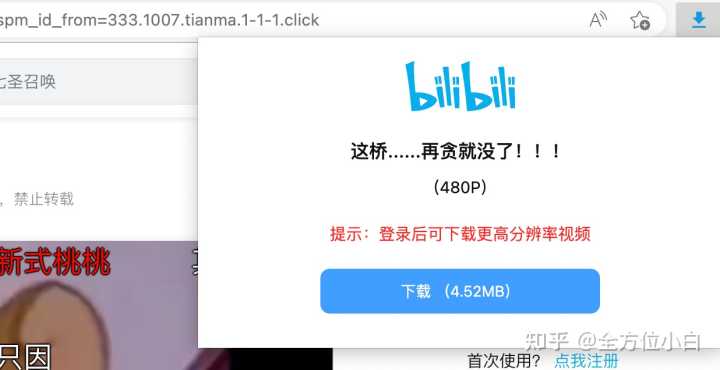 spm_id_from=333.1007.tianma.1-1-1.click
七圣召唤
bilibili
这桥......再贪就没了！！！
(480P)
，禁止转载
提示：登录后可下载更高分辨率视频
新式桃桃
下载 (4.52MB)
只因
知乎 @全方位小白
首次使用? 点我注册